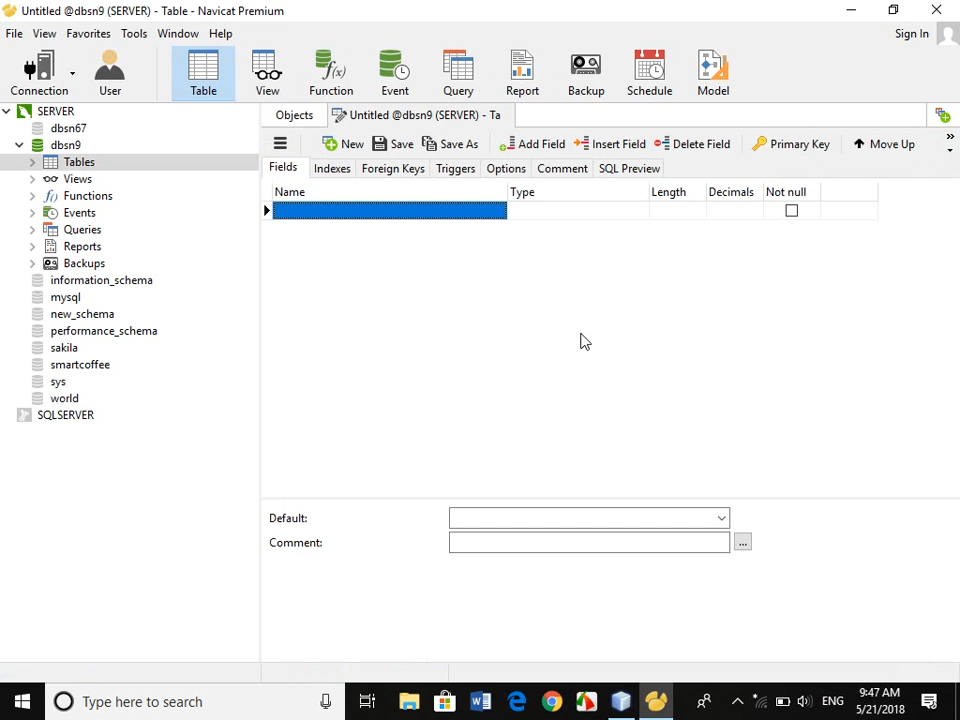 Untitled @dbsn9 (SERVER) - Table - Navicat Premium
File View Favorites Tools Window Help Sign In
Connection User Table View Function Event Query Report Backup Schedule Model
SERVER
dbsn67
dbsn9
Tables
Views
Functions
Events
Queries
Reports
Backups
information_schema
mysql
new_schema
performance_schema
sakila
smartcoffee
sys
world
SQLSERVER
Objects Untitled @dbsn9 (SERVER) - Ta
New Save Save As Add Field Insert Field Delete Field Primary Key Move Up
Fields Indexes Foreign Keys Triggers Options Comment SQL Preview
Name Type Length Decimals Not null
Default:
Comment:
...
Type here to search
ENG
9:47 AM
5/21/2018